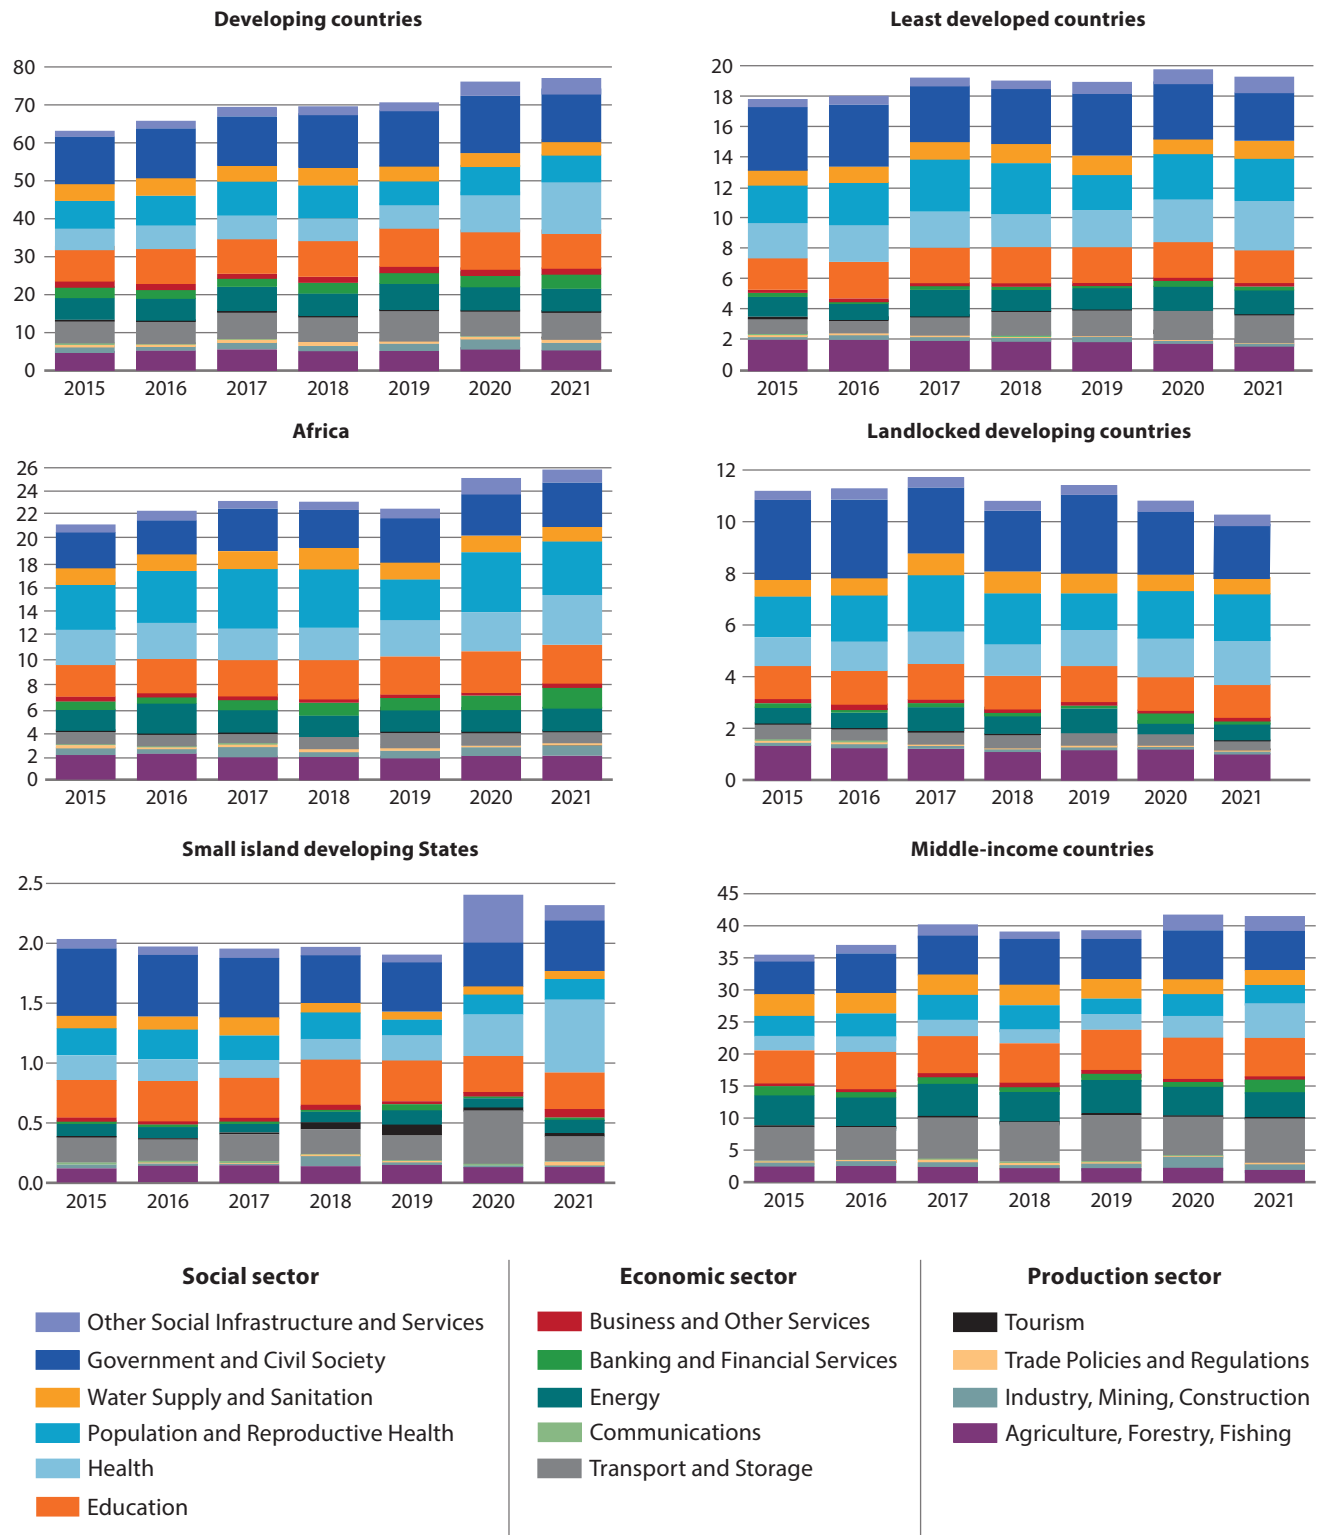 Developing countries
80
70
60
50
40
30
20
10
0
2015 2016 2017 2018 2019 2020 2021
Least developed countries
20
18
16
14
12
10
8
6
4
2
0
2015 2016 2017 2018 2019 2020 2021
Africa
26
24
22
20
18
16
14
12
10
8
6
4
2
0
2015 2016 2017 2018 2019 2020 2021
Landlocked developing countries
12
10
8
6
4
2
0
2015 2016 2017 2018 2019 2020 2021
Small island developing States
2.5
2.0
1.5
1.0
0.5
0.0
2015 2016 2017 2018 2019 2020 2021
Middle-income countries
45
40
35
30
25
20
15
10
5
0
2015 2016 2017 2018 2019 2020 2021
Social sector
Other Social Infrastructure and Services
Government and Civil Society
Water Supply and Sanitation
Population and Reproductive Health
Health
Education
Economic sector
Business and Other Services
Banking and Financial Services
Energy
Communications
Transport and Storage
Production sector
Tourism
Trade Policies and Regulations
Industry, Mining, Construction
Agriculture, Forestry, Fishing